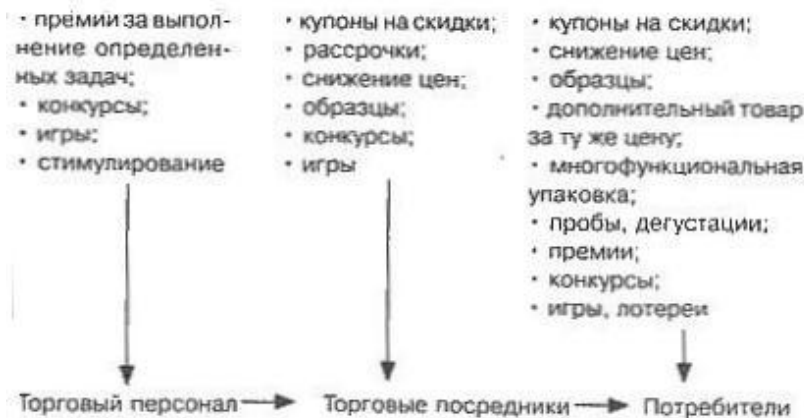 • премии за выпол-
нение определен-
ных задач;
• конкурсы;
• игры;
• стимулирование
• купоны на скидки;
• рассрочки;
• снижение цен;
• образцы;
• конкурсы;
• игры
• купоны на скидки;
• снижение цен;
• образцы;
• дополнительный товар
за ту же цену;
• многофункциональная
упаковка;
• пробы, дегустации;
• премии;
• конкурсы;
• игры, лотереи
Торговый персонал
Торговые посредники
Потребители